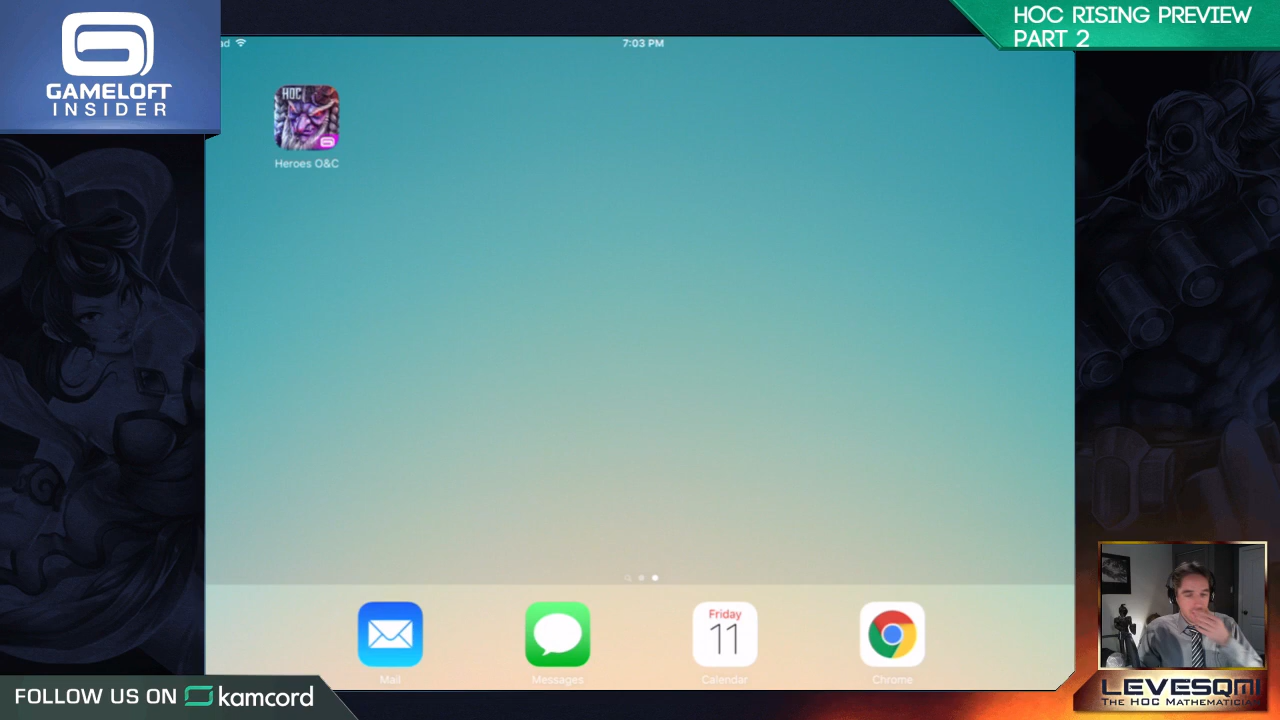 GAMELOFT
INSIDER
HOC RISING PREVIEW
PART 2
7:03 PM
HOC
Heroes O&C
Friday
11
Mail
Messages
Calendar
Chrome
FOLLOW US ON kamcord
LEVESQMI
THE HOC MATHEMATICIAN